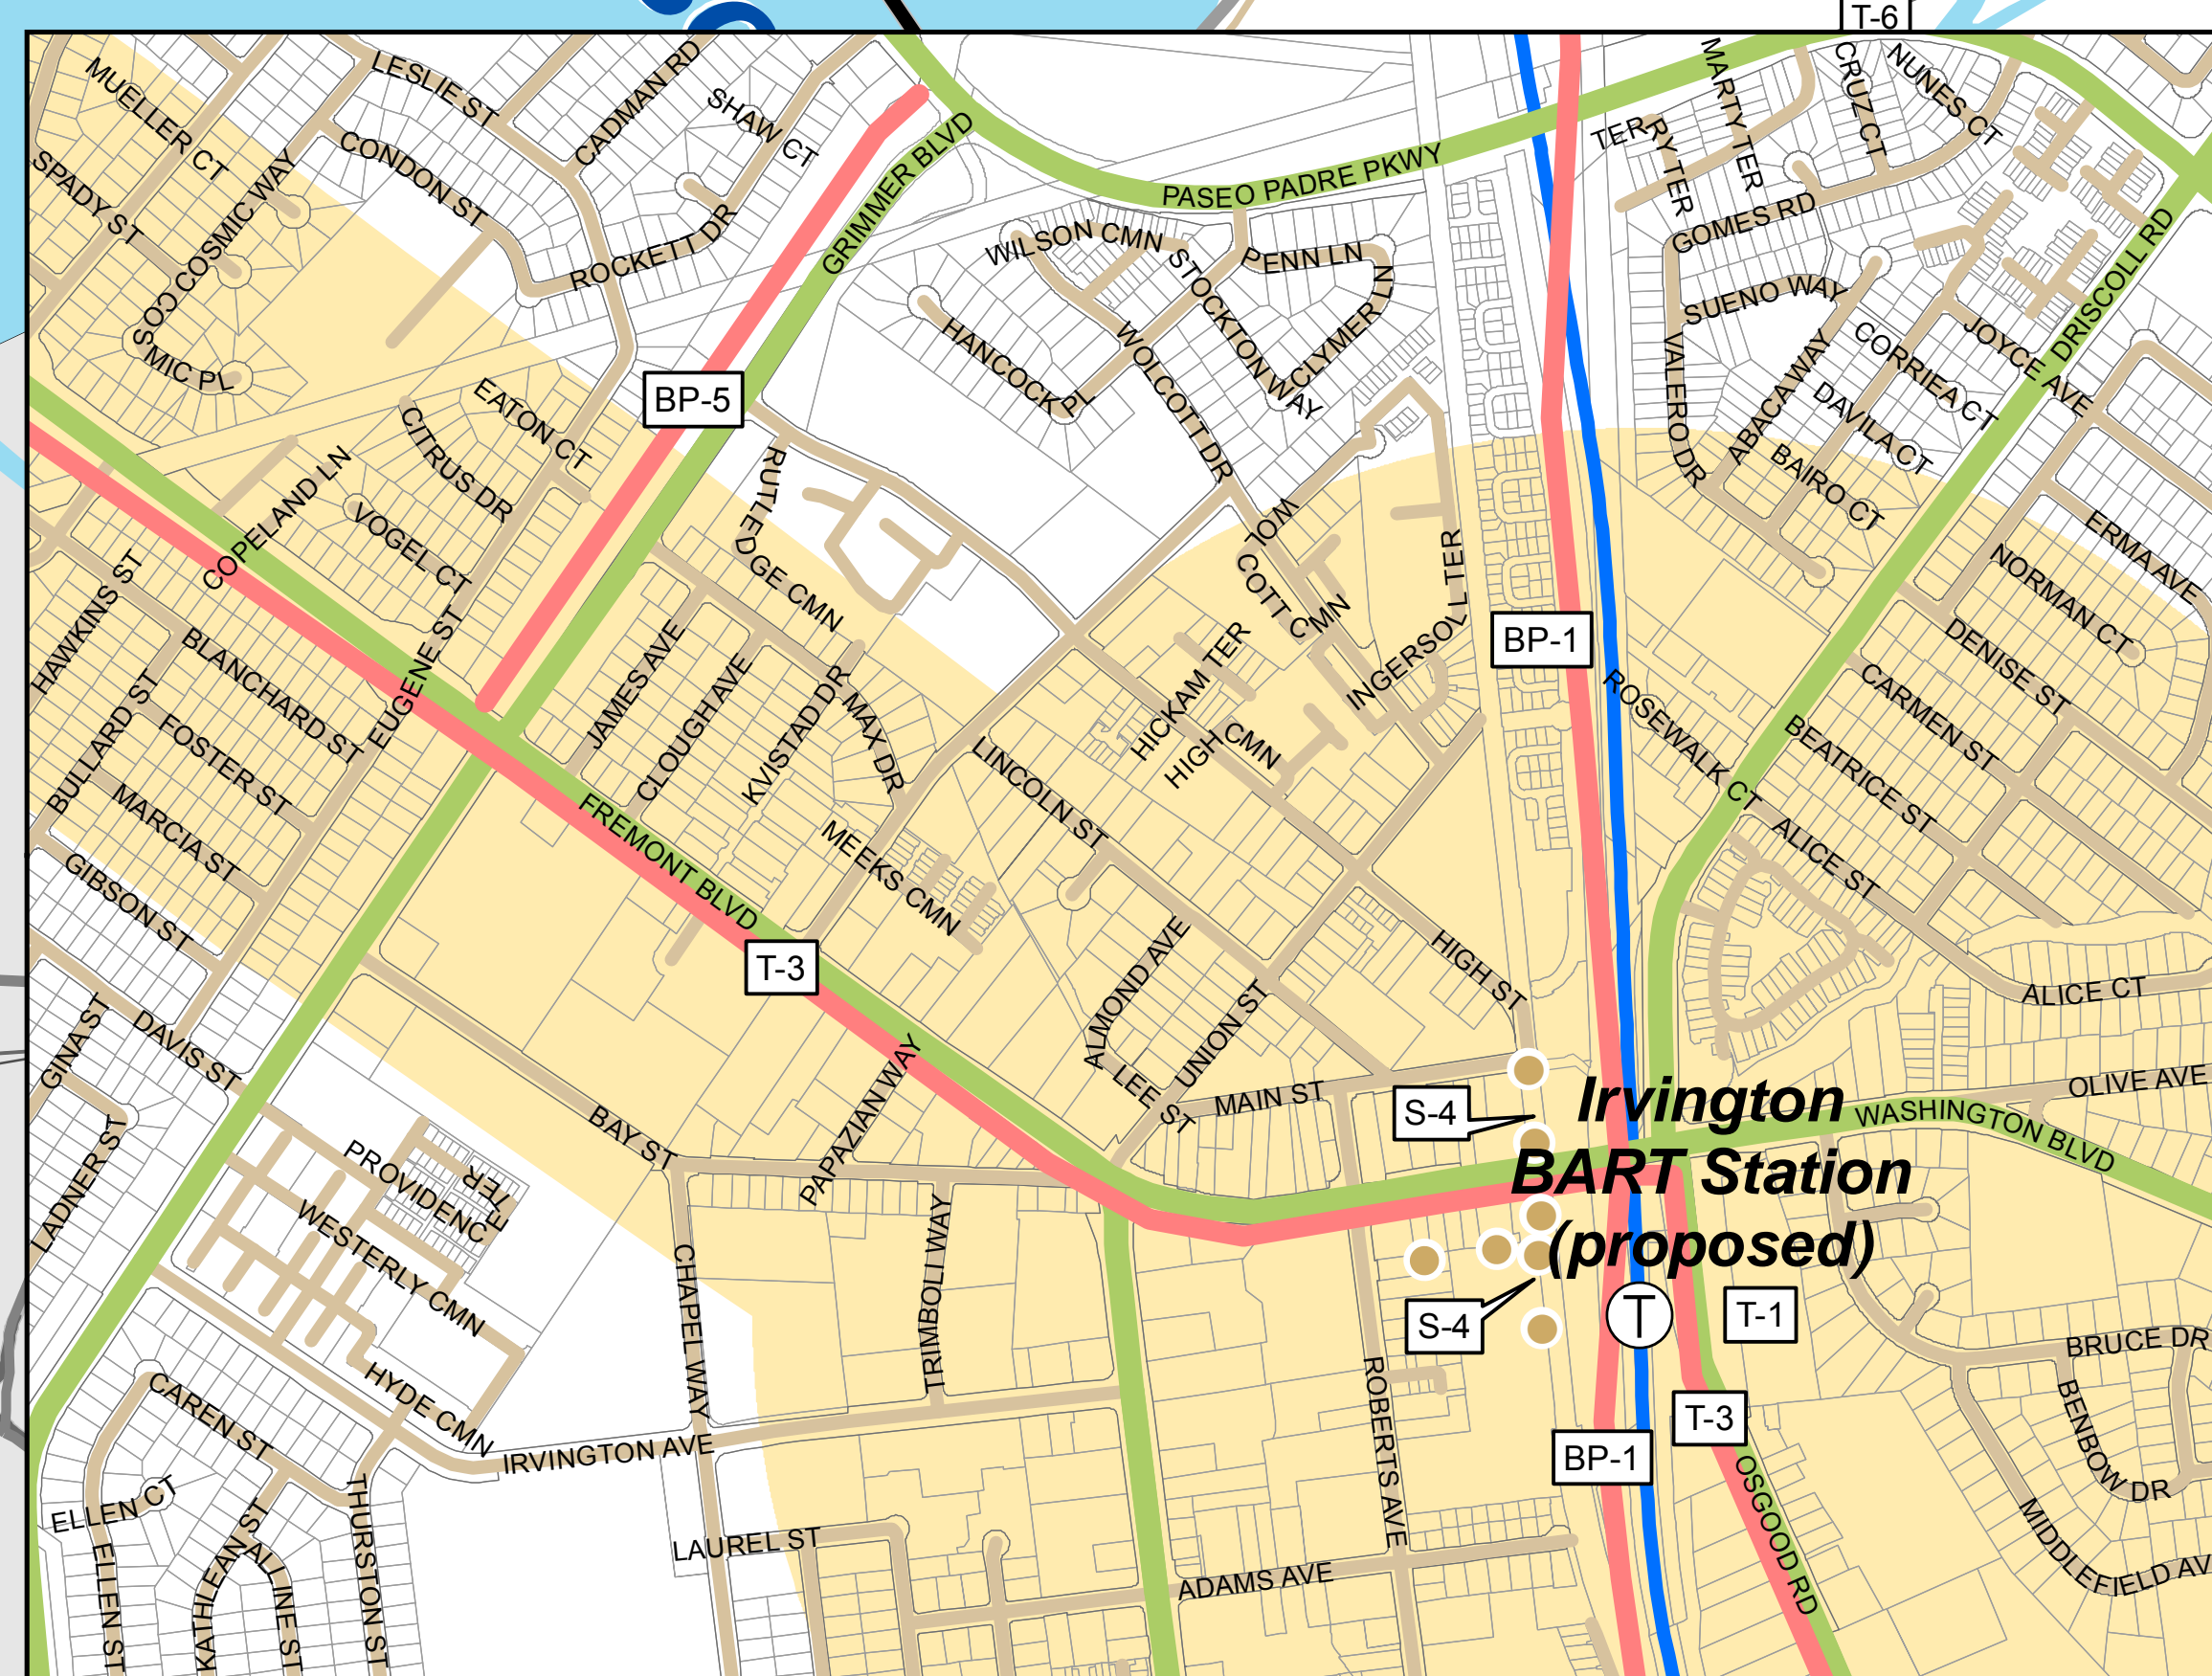 T-6
MUELLER CT
LESLIE ST
CADMAN RD
SHAW CT
MARTY TER
CRUZ CT
NUNES CT
SPADY ST
COSMIC WAY
CONDON ST
GRIMMER BLVD
PASEO PADRE PKWY
TERRY TER
GOMES RD
DRISCOLL RD
ROCKETT DR
WILSON CMN
PENN LN
STOCKTON WAY
CLYMER LN
SUENO WAY
COSMIC PL
HANCOCK PL
WOLCOTT DR
VALERO DR
ABACA WAY
CORRIEA CT
JOYCE AVE
DAVILA CT
BAIRO CT
EATON CT
BP-5
CITRUS DR
COPELAND LN
VOGEL CT
RUTLEDGE CMN
WOLCOTT CMN
INGERSOLL TER
ERMA AVE
NORMAN CT
DENISE ST
HAWKINS ST
BLANCHARD ST
EUGENE ST
JAMES AVE
CLOUGH AVE
KVISTAD DR
MAX DR
HICKAM TER
HIGH CMN
BP-1
ROSEWALK CT
CARMEN ST
BEATRICE ST
BULLARD ST
FOSTER ST
MARCIA ST
GIBSON ST
FREMONT BLVD
MEEKS CMN
LINCOLN ST
ALICE ST
T-3
ALMOND AVE
UNION ST
HIGH ST
ALICE CT
GINA ST
DAVIS ST
PAPAZIAN WAY
LEE ST
MAIN ST
S-4
Irvington
BART Station
(proposed)
OLIVE AVE
WASHINGTON BLVD
LADNER ST
PROVIDENCE TER
BAY ST
WESTERLY CMN
CHAPEL WAY
TRIMBOLI WAY
S-4
T
T-1
BRUCE DR
HYDE CMN
CAREN ST
IRVINGTON AVE
ROBERTS AVE
T-3
BP-1
BENBOW DR
ELLEN CT
ELLEN ST
KATHLEAN ST
ALLINE ST
THURSTON ST
LAUREL ST
ADAMS AVE
OSGOOD RD
MIDDLEFIELD AV